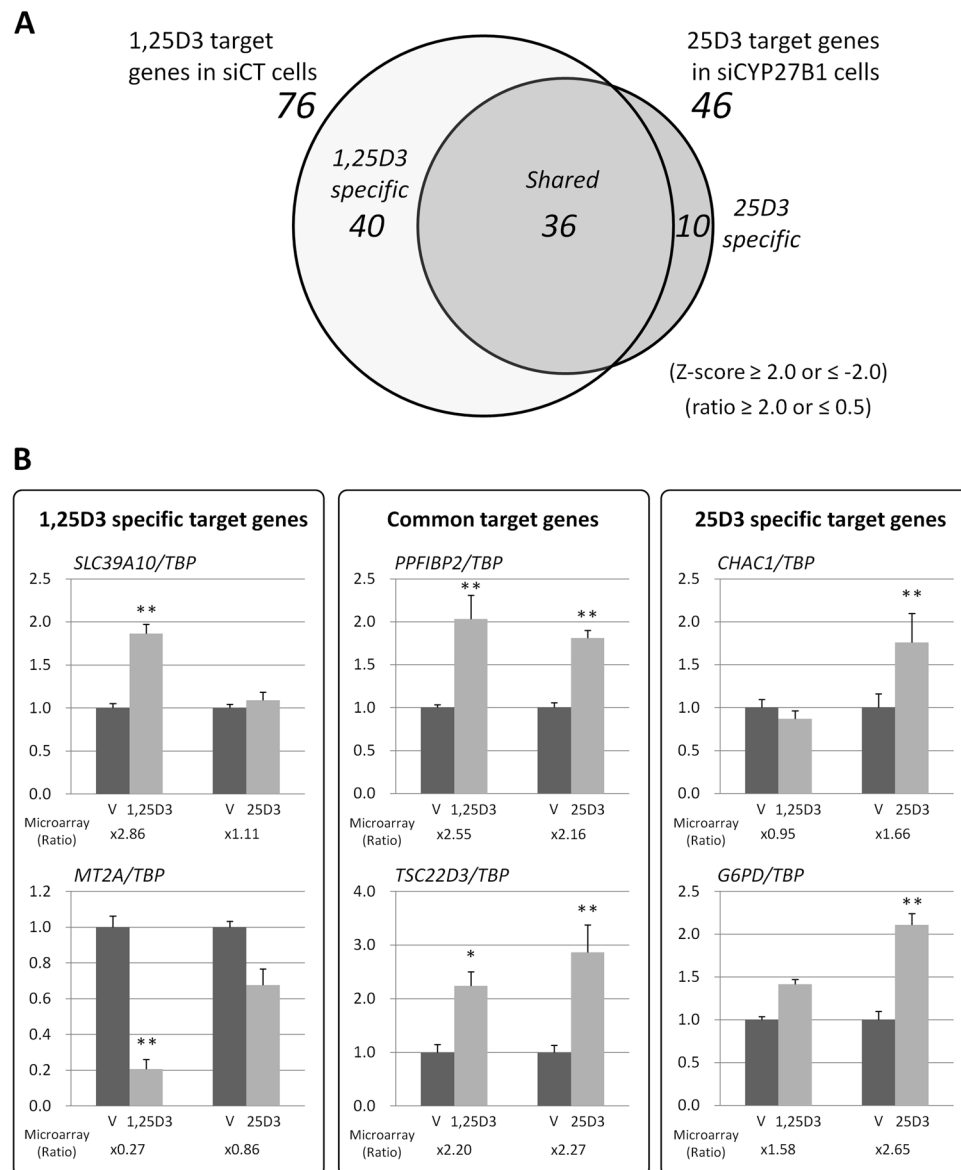 A
1,25D3 target
genes in siCT cells
76
25D3 target genes
in siCYP27B1 cells
46
1,25D3
specific
40
Shared
36
10
25D3
specific
(Z-score ≥ 2.0 or ≤ -2.0)
(ratio ≥ 2.0 or ≤ 0.5)
B
1,25D3 specific target genes
SLC39A10/TBP
2.5
2.0
1.5
1.0
0.5
0.0
**
V 1,25D3 V 25D3
Microarray
(Ratio)
x2.86 x1.11
MT2A/TBP
1.2
1.0
0.8
0.6
0.4
0.2
0.0
**
V 1,25D3 V 25D3
Microarray
(Ratio)
x0.27 x0.86
Common target genes
PPFIBP2/TBP
2.5
2.0
1.5
1.0
0.5
0.0
** **
V 1,25D3 V 25D3
Microarray
(Ratio)
x2.55 x2.16
TSC22D3/TBP
4.0
3.0
2.0
1.0
0.0
* **
V 1,25D3 V 25D3
Microarray
(Ratio)
x2.20 x2.27
25D3 specific target genes
CHAC1/TBP
2.5
2.0
1.5
1.0
0.5
0.0
**
V 1,25D3 V 25D3
Microarray
(Ratio)
x0.95 x1.66
G6PD/TBP
2.5
2.0
1.5
1.0
0.5
0.0
**
V 1,25D3 V 25D3
Microarray
(Ratio)
x1.58 x2.65